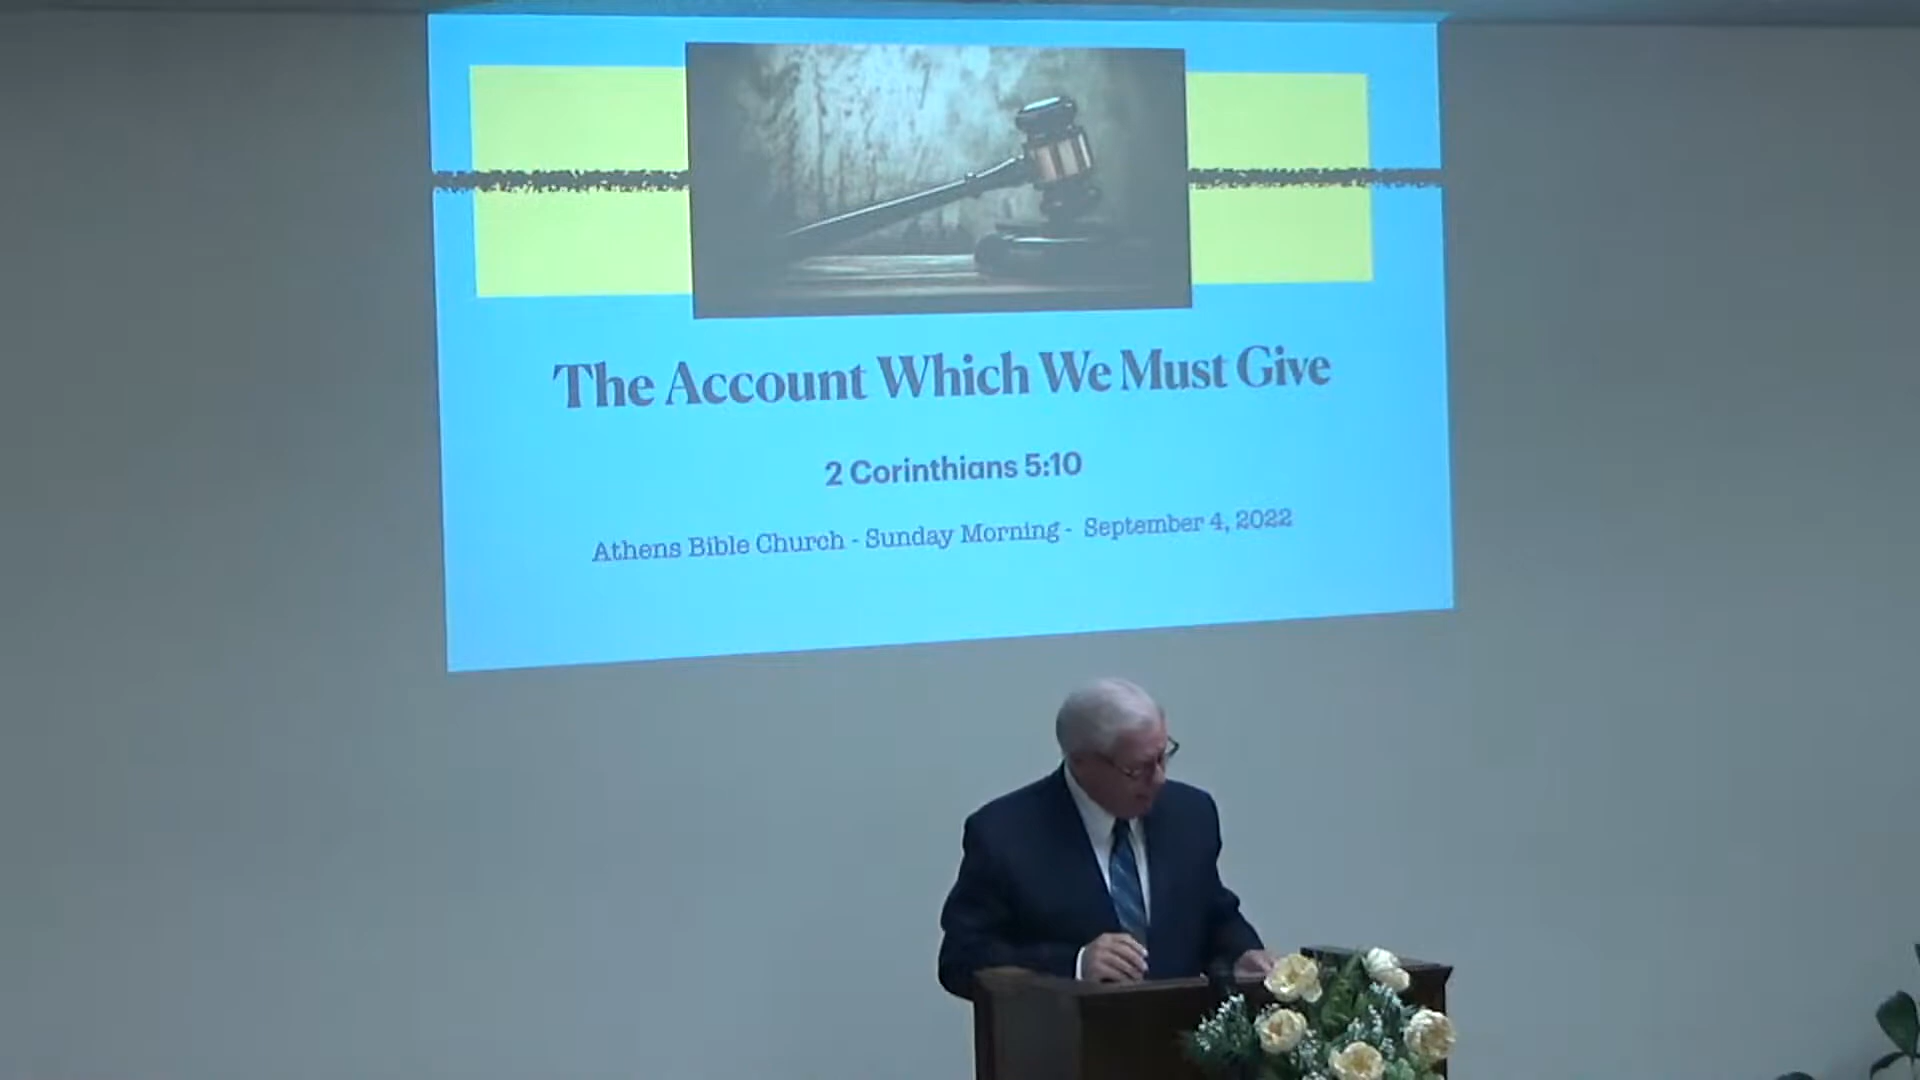 The Account Which We Must Give
2 Corinthians 5:10
Athens Bible Church - Sunday Morning - September 4, 2022